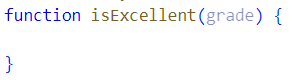 function isExcellent(grade) {
}